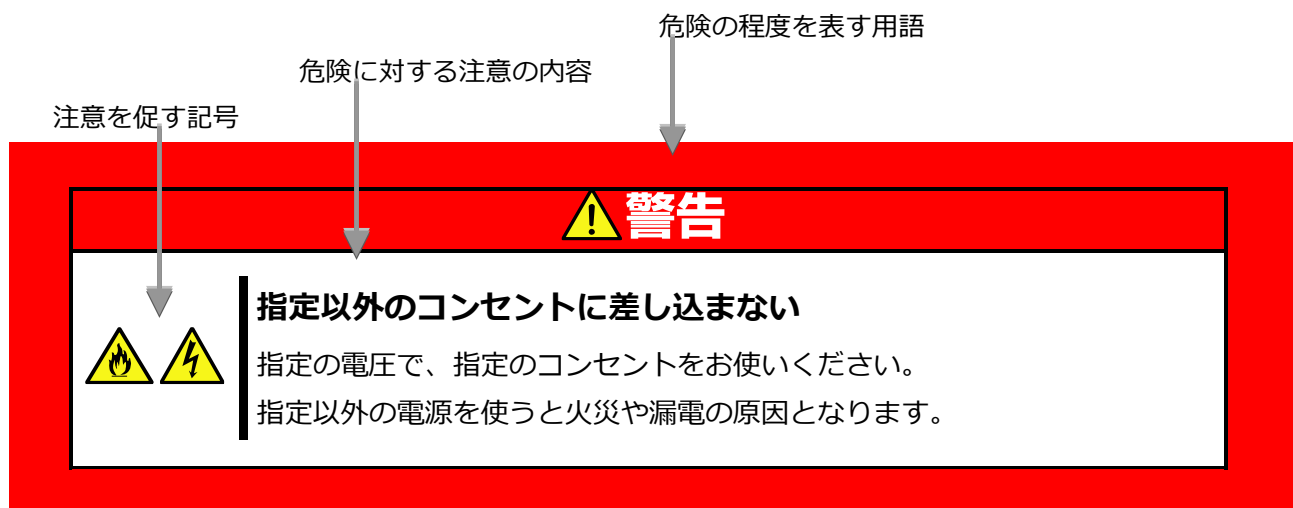 危険の程度を表す用語
危険に対する注意の内容
注意を促す記号
警告
指定以外のコンセントに差し込まない
指定の電圧で、指定のコンセントをお使いください。
指定以外の電源を使うと火災や漏電の原因となります。